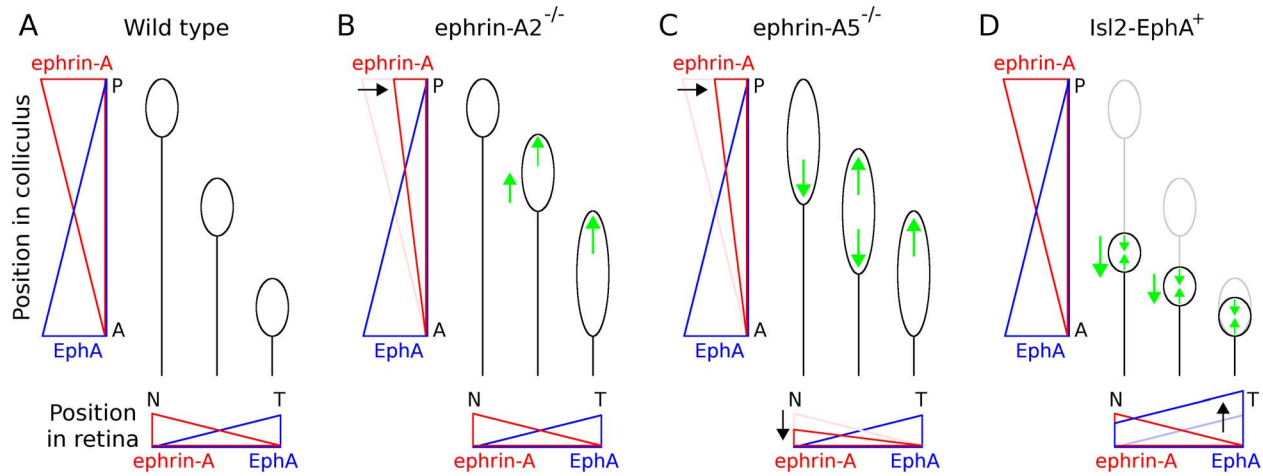 A Wild type
B ephrin-A2-/-
C ephrin-A5-/-
D Isl2-EphA+
ephrin-A
ephrin-A
ephrin-A
ephrin-A
P
P
P
P
Position in colliculus
A
A
A
A
EphA
EphA
EphA
EphA
N T
N T
N T
N T
Position
in retina
ephrin-A EphA
ephrin-A EphA
ephrin-A EphA
ephrin-A EphA